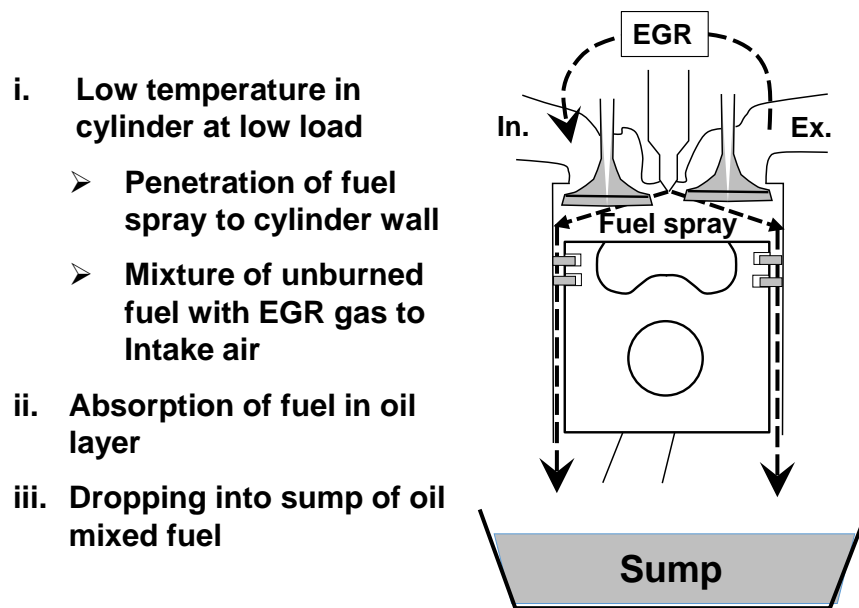 i. Low temperature in
cylinder at low load
➢ Penetration of fuel
spray to cylinder wall
➢ Mixture of unburned
fuel with EGR gas to
Intake air
ii. Absorption of fuel in oil
layer
iii. Dropping into sump of oil
mixed fuel
EGR
In.
Ex.
Fuel spray
Sump